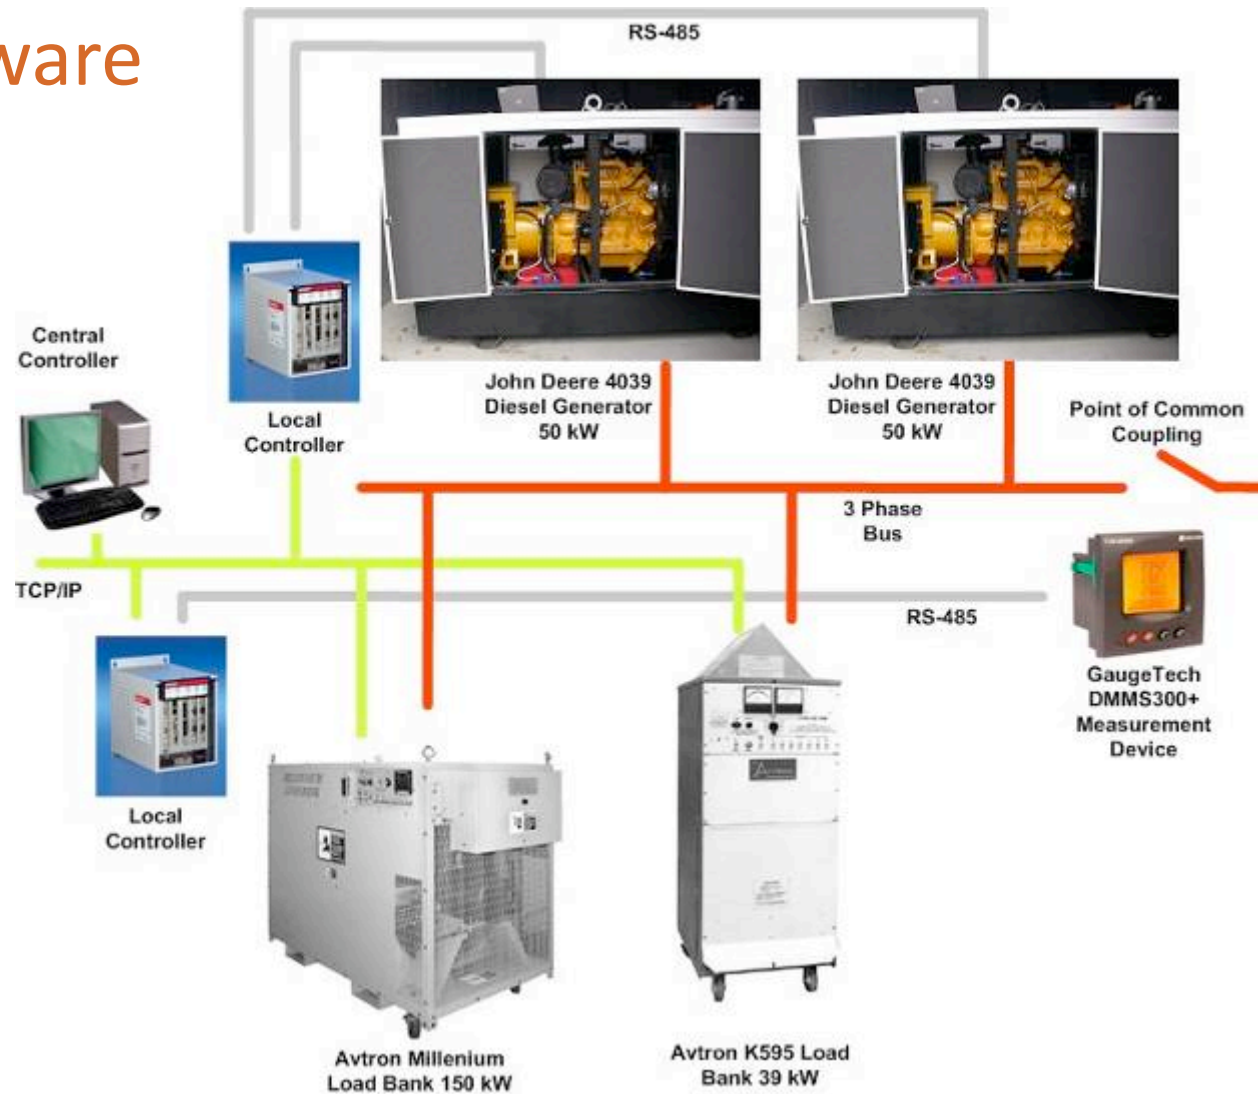 ware
RS-485
Central
Controller
Local
Controller
John Deere 4039
Diesel Generator
50 kW
John Deere 4039
Diesel Generator
50 kW
Point of Common
Coupling
3 Phase
Bus
TCP/IP
RS-485
GaugeTech
DMMS300+
Measurement
Device
Local
Controller
Avtron Millenium
Load Bank 150 kW
Avtron K595 Load
Bank 39 kW